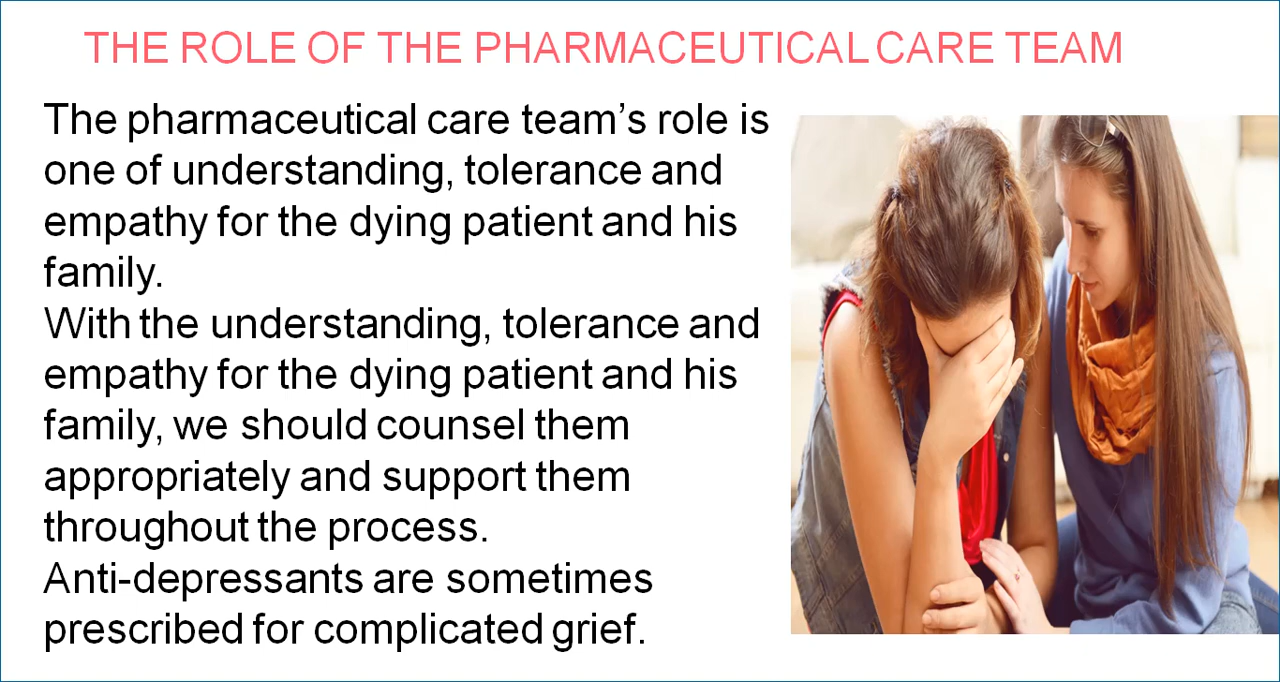 THE ROLE OF THE PHARMACEUTICAL CARE TEAM
The pharmaceutical care team’s role is
one of understanding, tolerance and
empathy for the dying patient and his
family.
With the understanding, tolerance and
empathy for the dying patient and his
family, we should counsel them
appropriately and support them
throughout the process.
Anti-depressants are sometimes
prescribed for complicated grief.